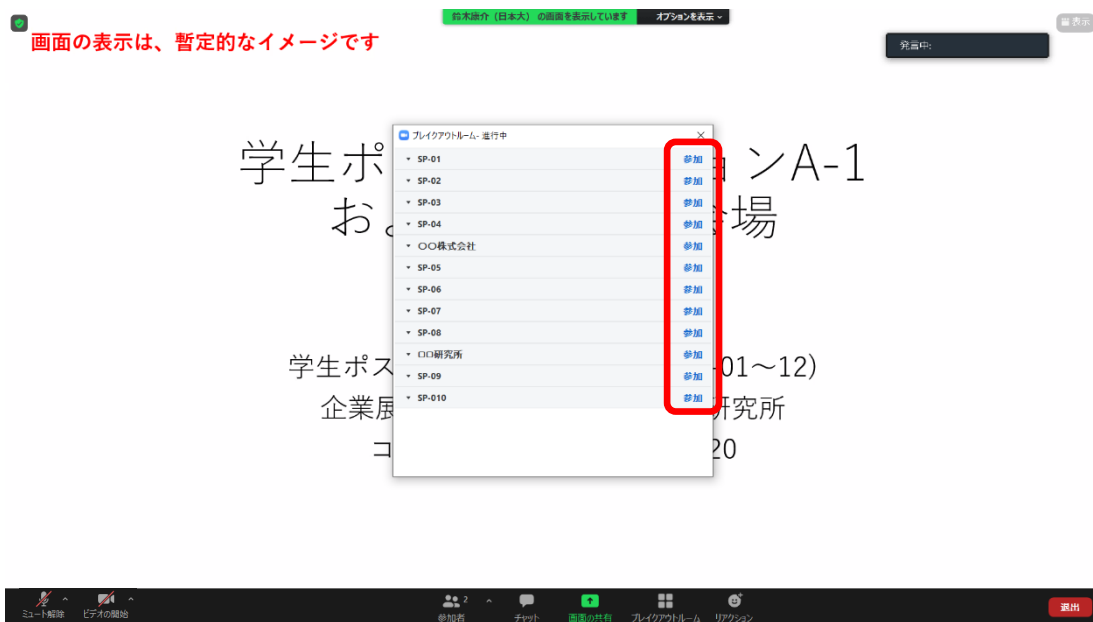 鈴木庸介（日本大）の画面を表示しています オプションを表示
表示
画面の表示は、暫定的なイメージです
発言中:
ブレイクアウトルーム- 進行中
学生ポ ョンA-1
お 会場
SP-01 参加
SP-02 参加
SP-03 参加
SP-04 参加
〇〇株式会社 参加
SP-05 参加
SP-06 参加
SP-07 参加
SP-08 参加
□□研究所 参加
SP-09 参加
SP-010 参加
学生ポス 01～12)
企業展 研究所
コ 20
ミュート解除 ビデオの開始 参加者 2 チャット 画面の共有 ブレイクアウトルーム リアクション 退出